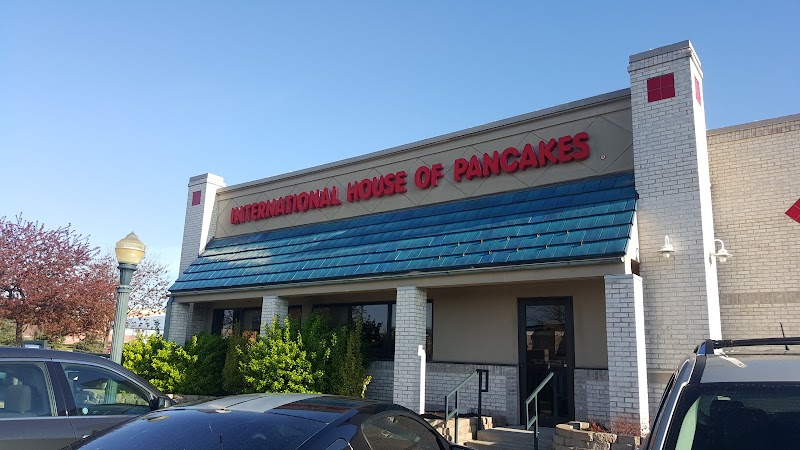 INTERNATIONAL HOUSE OF PANCAKES